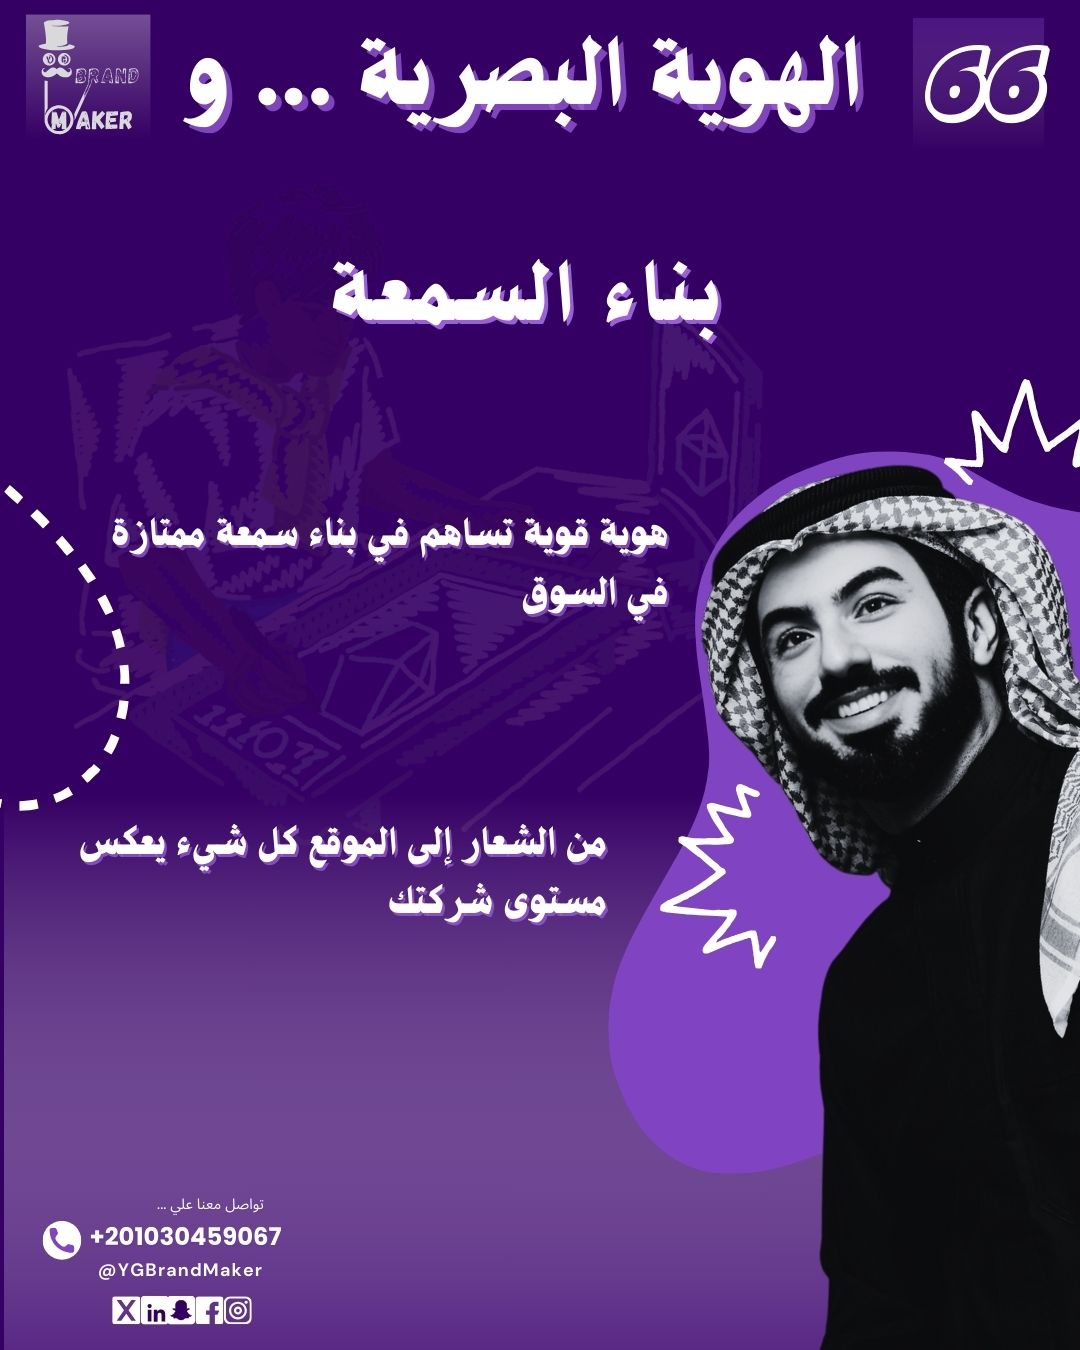 66
الهوية البصرية ... و
BRAND
MAKER
بناء السمعة
هوية قوية تساهم في بناء سمعة ممتازة
في السوق
من الشعار إلى الموقع كل شيء يعكس
مستوى شركتك
تواصل معنا علي ...
+201030459067
@YGBrandMaker